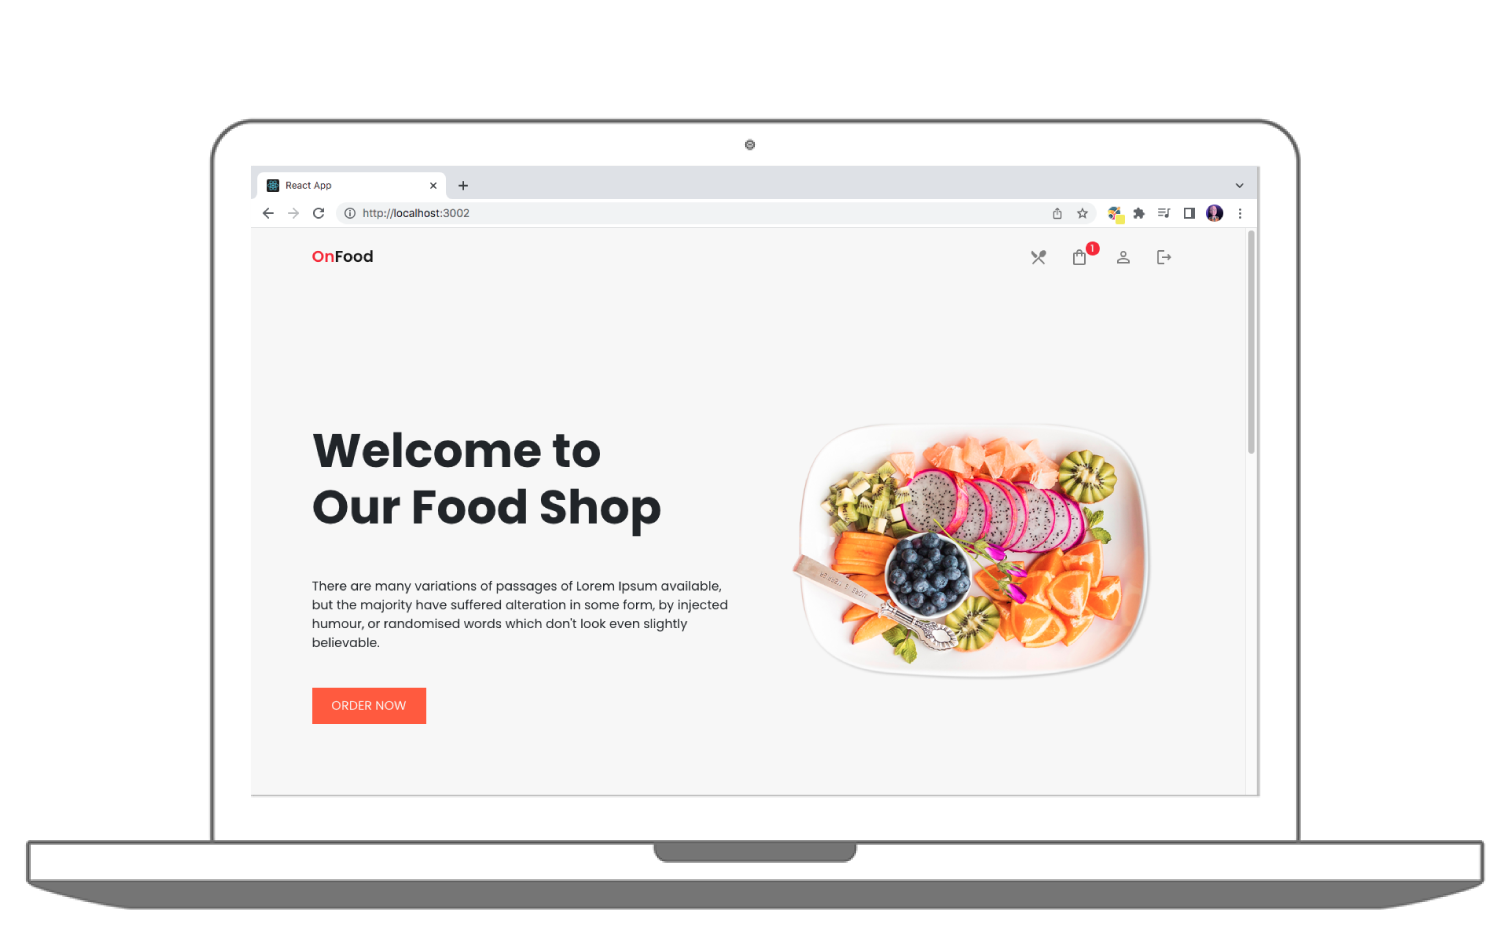 React App
http://localhost:3002
OnFood
1
Welcome to
Our Food Shop
There are many variations of passages of Lorem Ipsum available,
but the majority have suffered alteration in some form, by injected
humour, or randomised words which don't look even slightly
believable.
ORDER NOW